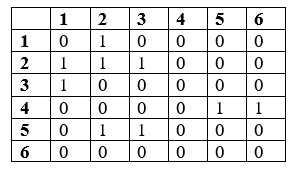 1 2 3 4 5 6
1 0 1 0 0 0 0
2 1 1 1 0 0 0
3 1 0 0 0 0 0
4 0 0 0 0 1 1
5 0 1 1 0 0 0
6 0 0 0 0 0 0